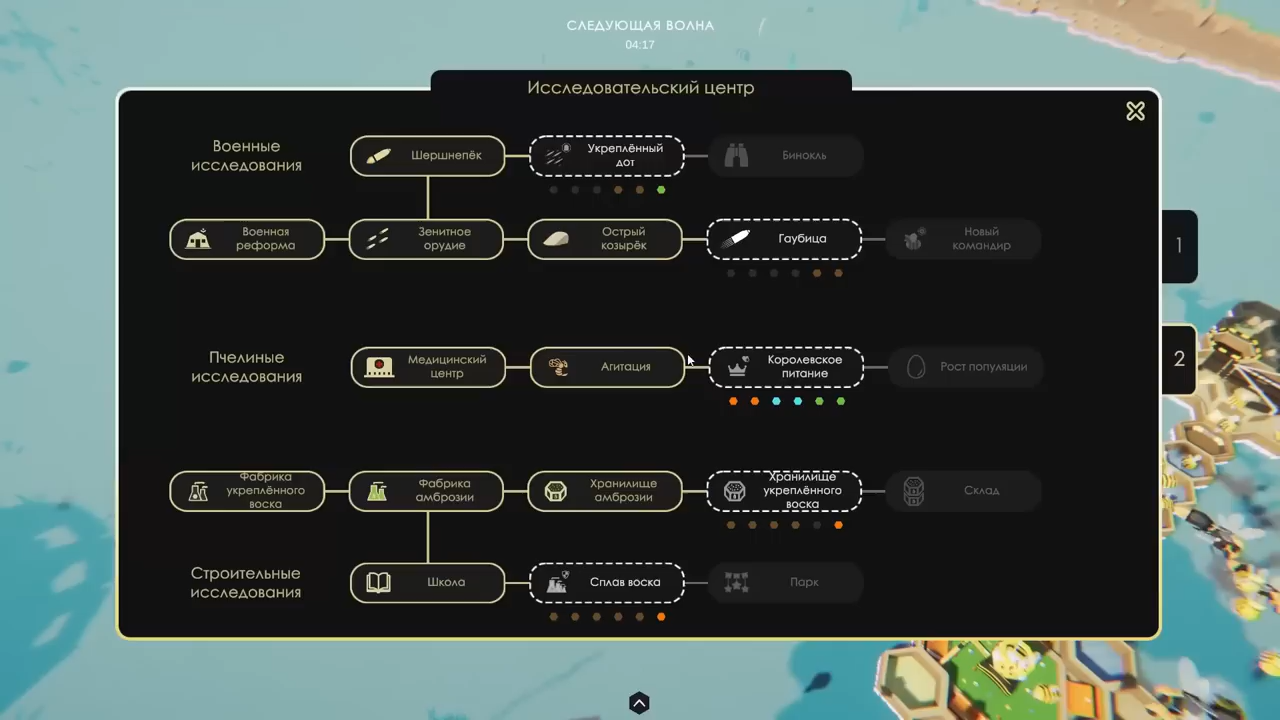 СЛЕДУЮЩАЯ ВОЛНА
04:17
Исследовательский центр
Военные
исследования
Шершнепёк
Укреплённый
дот
Бинокль
Военная
реформа
Зенитное
орудие
Острый
козырёк
Гаубица
Новый
командир
1
Пчелиные
исследования
Медицинский
центр
Агитация
Королевское
питание
Рост популяции
2
Фабрика
укреплённого
воска
Фабрика
амброзии
Хранилище
амброзии
Хранилище
укреплённого
воска
Склад
Строительные
исследования
Школа
Сплав воска
Парк